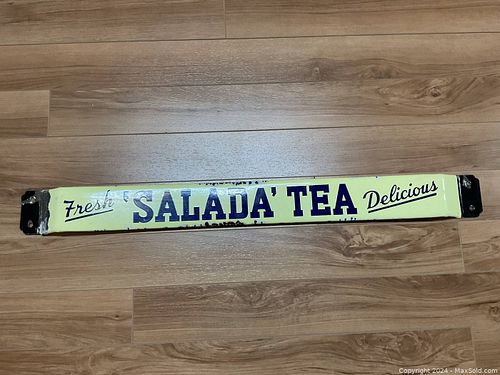 Fresh 'SALADA' TEA Delicious
Copyright 2024 - MaxSold.com